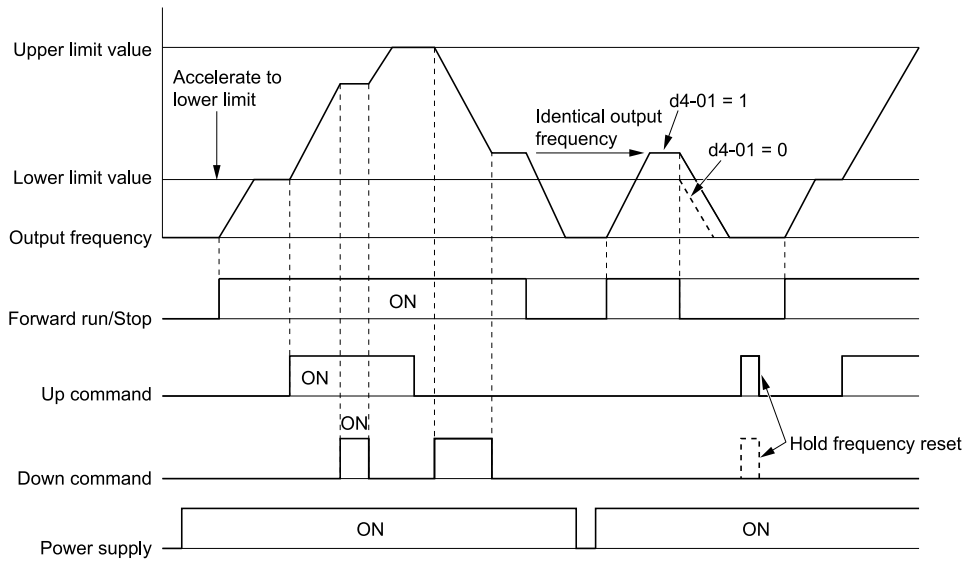 Upper limit value
Accelerate to
lower limit
d4-01 = 1
Identical output
frequency
d4-01 = 0
Lower limit value
Output frequency
ON
Forward run/Stop
ON
Up command
ON
Hold frequency reset
Down command
ON
ON
Power supply